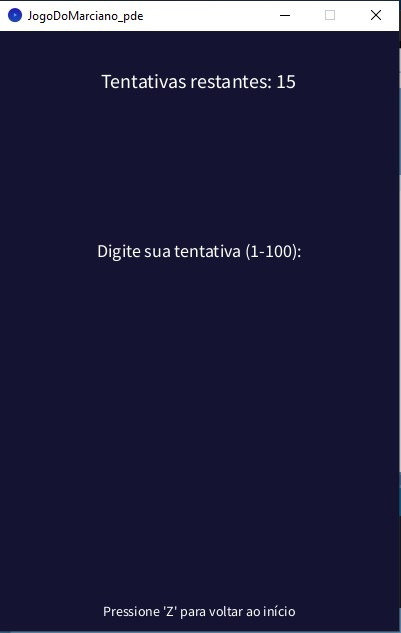 JogoDoMarciano_pde
Tentativas restantes: 15
Digite sua tentativa (1-100):
Pressione 'Z' para voltar ao início